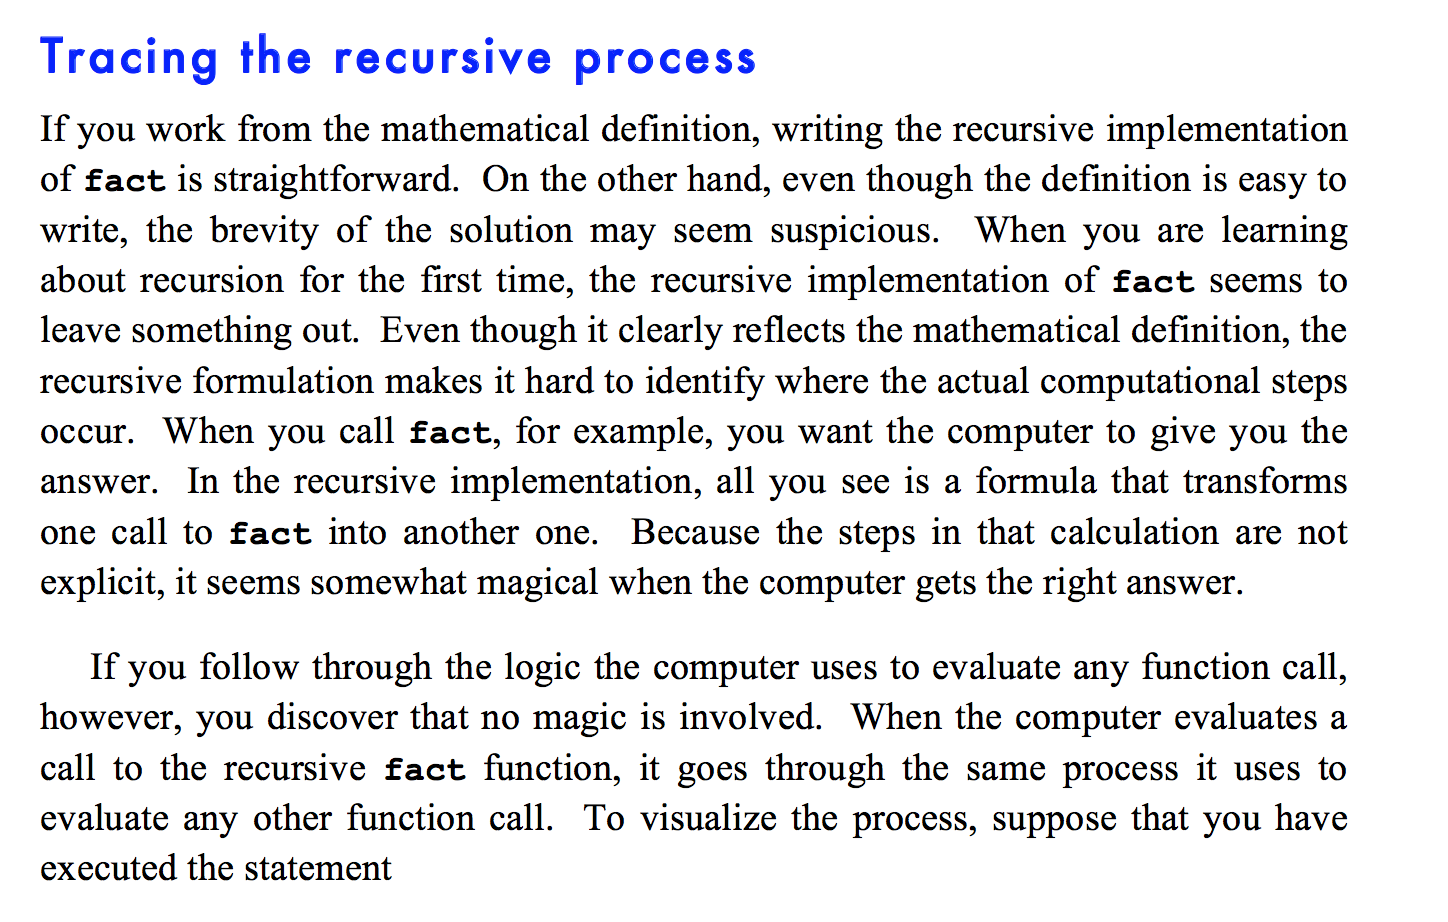 Tracing the recursive process
If you work from the mathematical definition, writing the recursive implementation
of fact is straightforward.  On the other hand, even though the definition is easy to
write, the brevity of the solution may seem suspicious.  When you are learning
about recursion for the first time, the recursive implementation of fact seems to
leave something out.  Even though it clearly reflects the mathematical definition, the
recursive formulation makes it hard to identify where the actual computational steps
occur.  When you call fact, for example, you want the computer to give you the
answer.  In the recursive implementation, all you see is a formula that transforms
one call to fact into another one.  Because the steps in that calculation are not
explicit, it seems somewhat magical when the computer gets the right answer.
If you follow through the logic the computer uses to evaluate any function call,
however, you discover that no magic is involved.  When the computer evaluates a
call to the recursive fact function, it goes through the same process it uses to
evaluate any other function call.  To visualize the process, suppose that you have
executed the statement